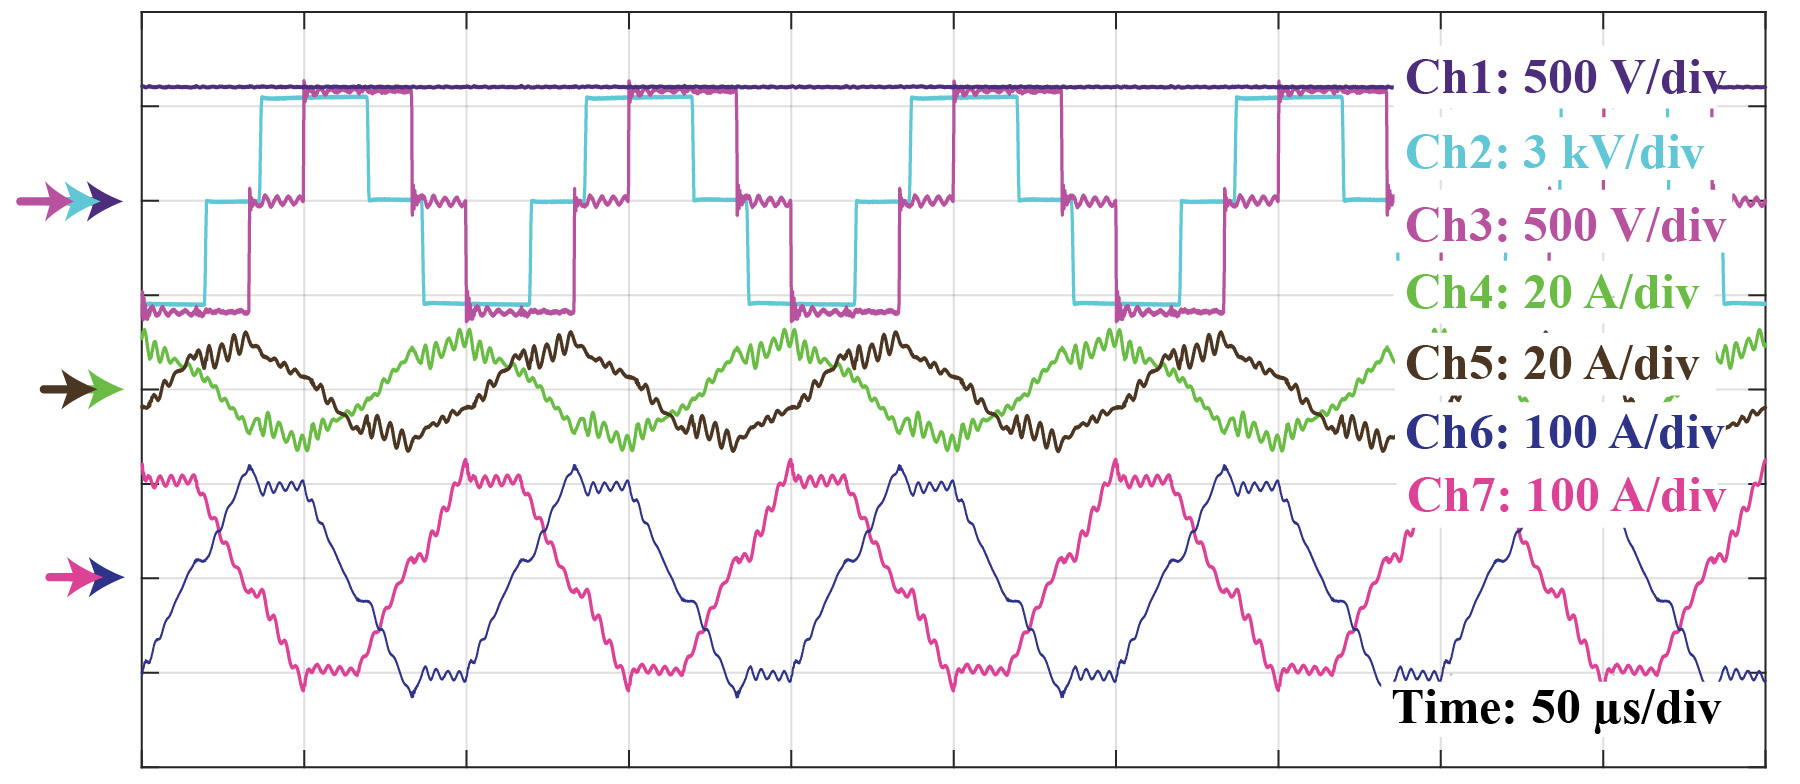 Ch1: 500 V/div
Ch2: 3 kV/div
Ch3: 500 V/div
Ch4: 20 A/div
Ch5: 20 A/div
Ch6: 100 A/div
Ch7: 100 A/div
Time: 50 μs/div